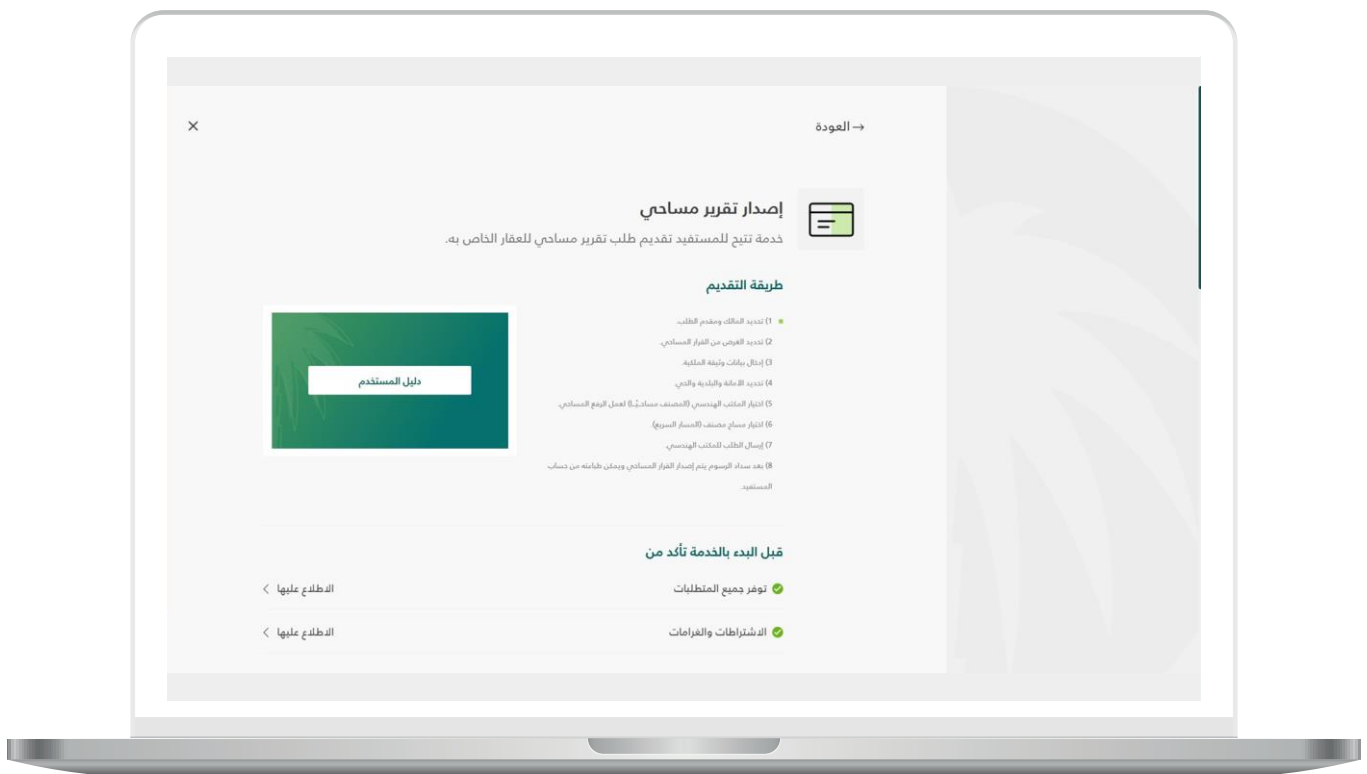 → العودة
×
إصدار تقرير مساحي
خدمة تتيح للمستفيد تقديم طلب تقرير مساحي للعقار الخاص به.
طريقة التقديم
1) تحديد المالك ومقدم الطلب.
2) تحديد الغرض من القرار المساحي.
3) إدخال بيانات وثيقة الملكية.
4) تحديد الأمانة والبلدية والحي.
5) اختيار المكتب الهندسي (المصنف مساحيًا) لعمل الرفع المساحي.
6) اختيار مساح مصنف (المسار السريع).
7) إرسال الطلب للمكتب الهندسي.
8) بعد سداد الرسوم يتم إصدار القرار المساحي ويمكن طباعته من حساب
المستفيد.
دليل المستخدم
قبل البدء بالخدمة تأكد من
توفر جميع المتطلبات
الاطلاع عليها
الاشتراطات والغرامات
الاطلاع عليها